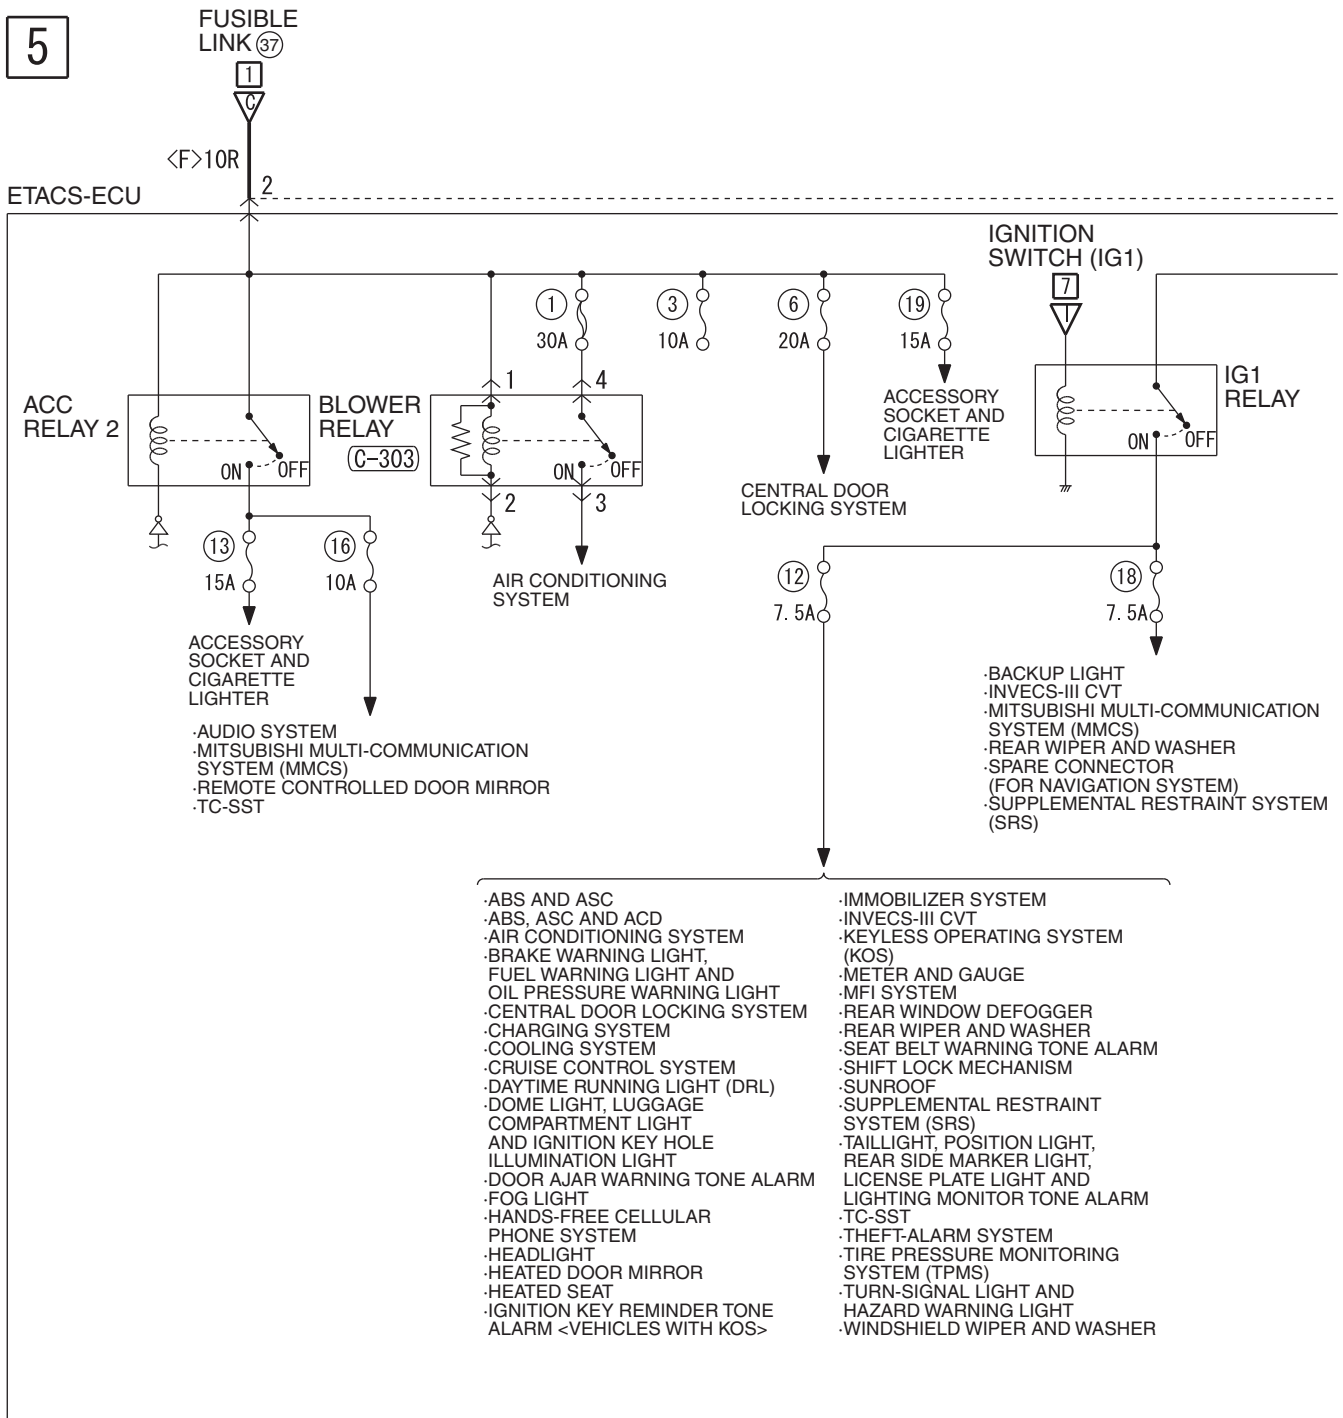 5
FUSIBLE
LINK 37
1
C
<F>10R
2
ETACS-ECU
IGNITION
SWITCH (IG1)
7
I
1
30A
3
10A
6
20A
19
15A
ACC
RELAY 2
ON
OFF
BLOWER
RELAY
C-303
1
4
ON
OFF
2
3
IG1
RELAY
ON
OFF
ACCESSORY
SOCKET AND
CIGARETTE
LIGHTER
CENTRAL DOOR
LOCKING SYSTEM
13
15A
16
10A
AIR CONDITIONING
SYSTEM
12
7. 5A
18
7. 5A
ACCESSORY
SOCKET AND
CIGARETTE
LIGHTER
·AUDIO SYSTEM
·MITSUBISHI MULTI-COMMUNICATION
SYSTEM (MMCS)
·REMOTE CONTROLLED DOOR MIRROR
·TC-SST
·BACKUP LIGHT
·INVECS-III CVT
·MITSUBISHI MULTI-COMMUNICATION
SYSTEM (MMCS)
·REAR WIPER AND WASHER
·SPARE CONNECTOR
(FOR NAVIGATION SYSTEM)
·SUPPLEMENTAL RESTRAINT SYSTEM
(SRS)
·ABS AND ASC
·ABS, ASC AND ACD
·AIR CONDITIONING SYSTEM
·BRAKE WARNING LIGHT,
FUEL WARNING LIGHT AND
OIL PRESSURE WARNING LIGHT
·CENTRAL DOOR LOCKING SYSTEM
·CHARGING SYSTEM
·COOLING SYSTEM
·CRUISE CONTROL SYSTEM
·DAYTIME RUNNING LIGHT (DRL)
·DOME LIGHT, LUGGAGE
COMPARTMENT LIGHT
AND IGNITION KEY HOLE
ILLUMINATION LIGHT
·DOOR AJAR WARNING TONE ALARM
·FOG LIGHT
·HANDS-FREE CELLULAR
PHONE SYSTEM
·HEADLIGHT
·HEATED DOOR MIRROR
·HEATED SEAT
·IGNITION KEY REMINDER TONE
ALARM <VEHICLES WITH KOS>
·IMMOBILIZER SYSTEM
·INVECS-III CVT
·KEYLESS OPERATING SYSTEM
(KOS)
·METER AND GAUGE
·MFI SYSTEM
·REAR WINDOW DEFOGGER
·REAR WIPER AND WASHER
·SEAT BELT WARNING TONE ALARM
·SHIFT LOCK MECHANISM
·SUNROOF
·SUPPLEMENTAL RESTRAINT
SYSTEM (SRS)
·TAILLIGHT, POSITION LIGHT,
REAR SIDE MARKER LIGHT,
LICENSE PLATE LIGHT AND
LIGHTING MONITOR TONE ALARM
·TC-SST
·THEFT-ALARM SYSTEM
·TIRE PRESSURE MONITORING
SYSTEM (TPMS)
·TURN-SIGNAL LIGHT AND
HAZARD WARNING LIGHT
·WINDSHIELD WIPER AND WASHER